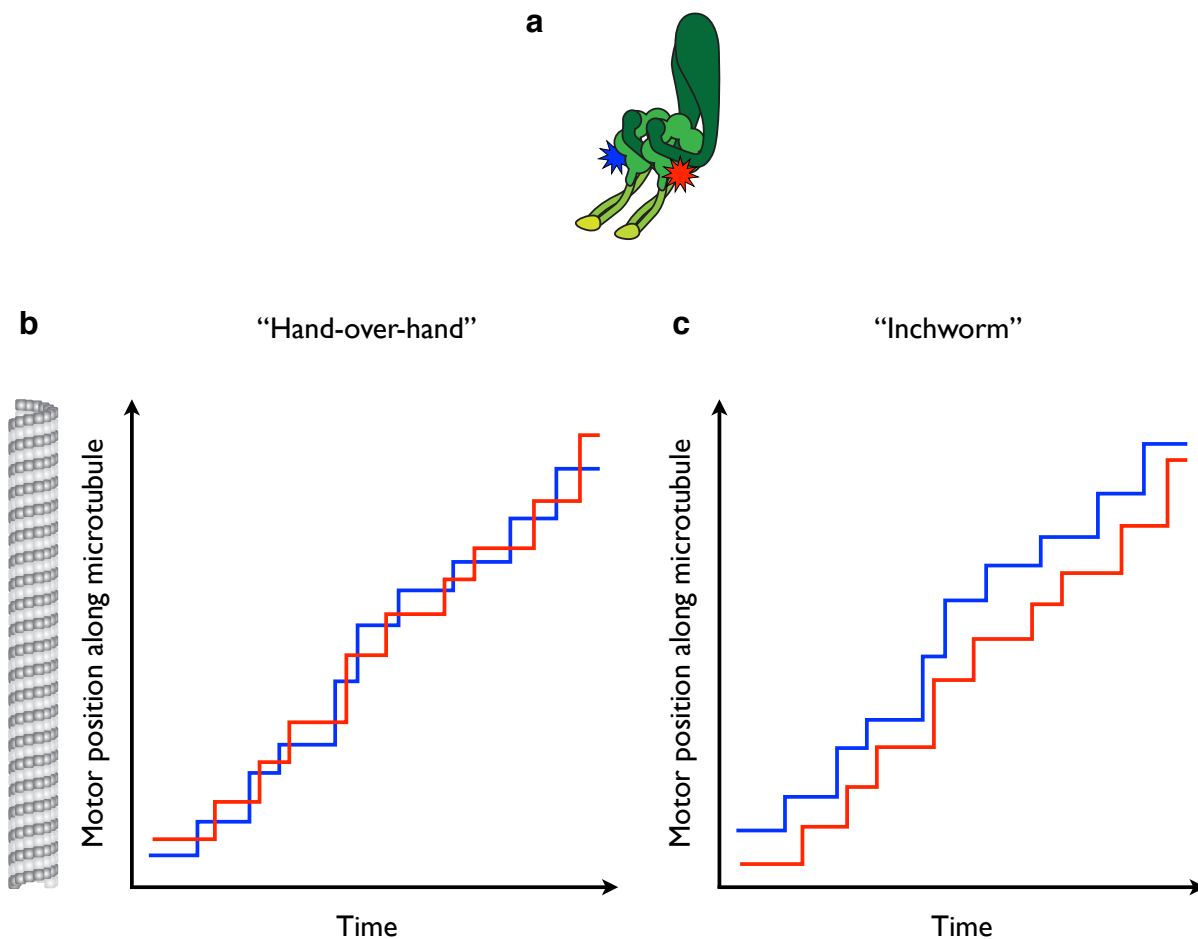 a
b
“Hand-over-hand”
Motor position along microtubule
Time
c
“Inchworm”
Motor position along microtubule
Time